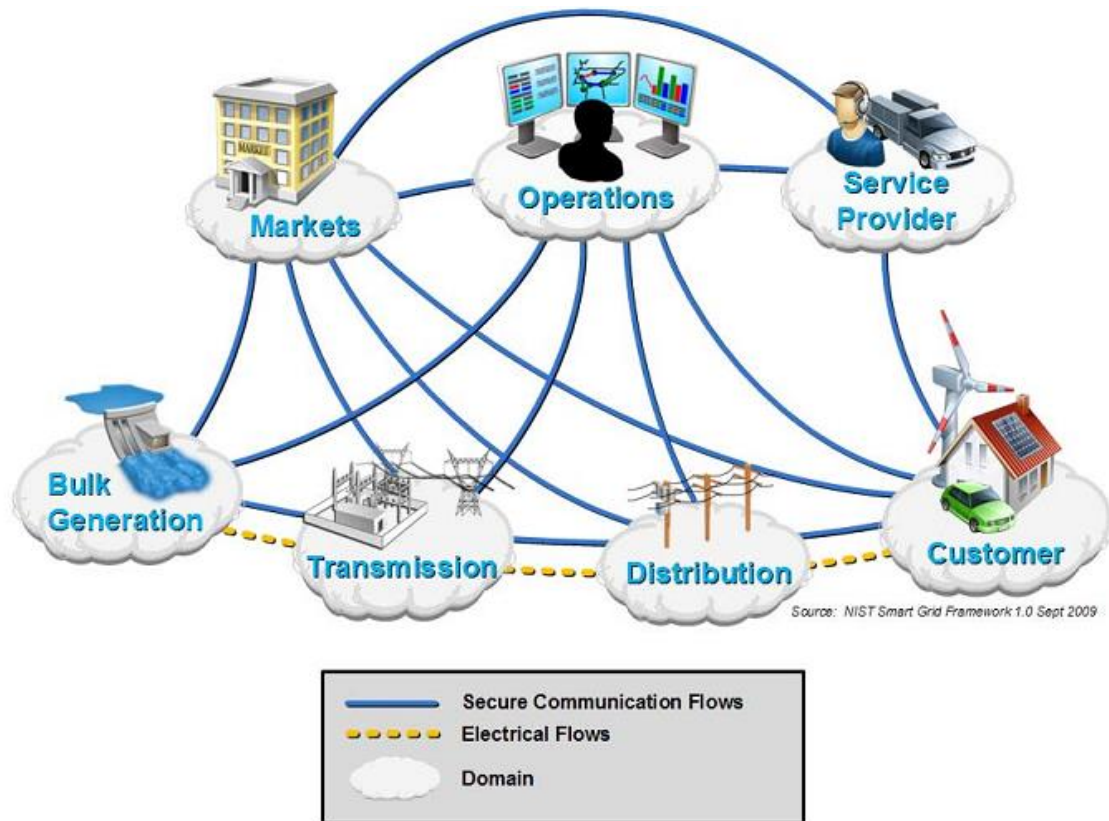 MARKET
Markets
Operations
Service
Provider
Bulk
Generation
Transmission
Distribution
Customer
Source: NIST Smart Grid Framework 1.0 Sept 2009
Secure Communication Flows
Electrical Flows
Domain